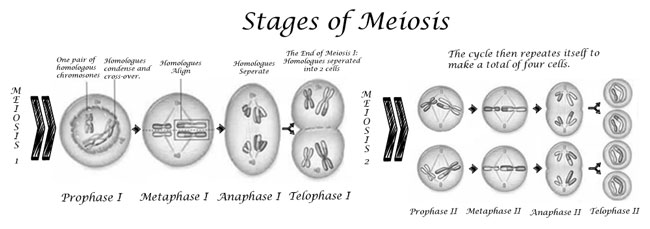 Stages of Meiosis
MEIOSIS 1
One pair of
homologous
chromosomes
Homologues
condense and
cross-over.
Homologues
Align
Homologues
Seperate
The End of Meiosis I:
Homologues seperated
into 2 cells
Prophase I
Metaphase I
Anaphase I
Telophase I
The cycle then repeates itself to
make a total of four cells.
MEIOSIS 2
Prophase II
Metaphase II
Anaphase II
Telophase II